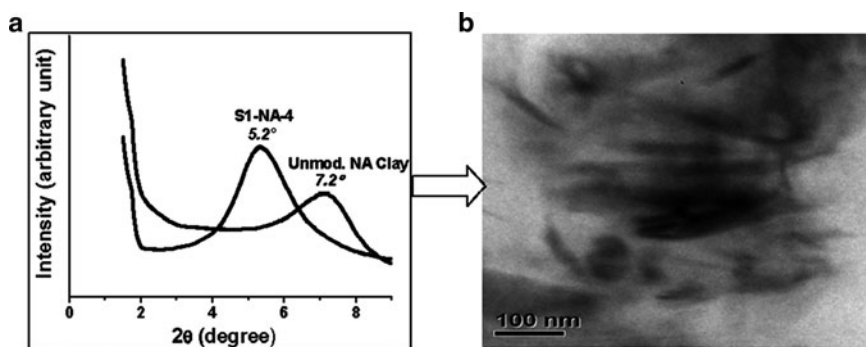 a
b
Intensity (arbitrary unit)
S1-NA-4
5.2°
Unmod. NA Clay
7.2°
0 2 4 6 8
2θ (degree)
100 nm